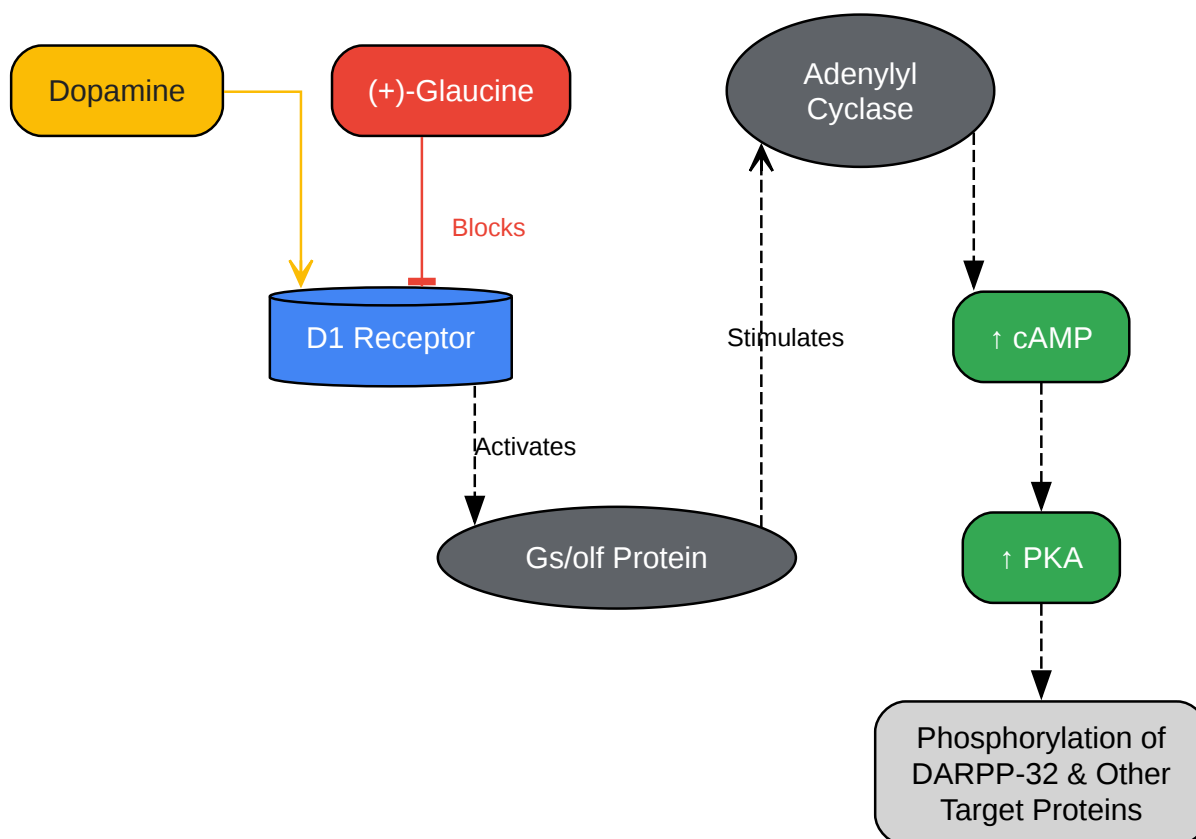 Dopamine
(+)-Glaucine
Adenylyl
Cyclase
Blocks
D1 Receptor
Stimulates
↑ cAMP
Activates
Gs/olf Protein
↑ PKA
Phosphorylation of
DARPP-32 & Other
Target Proteins